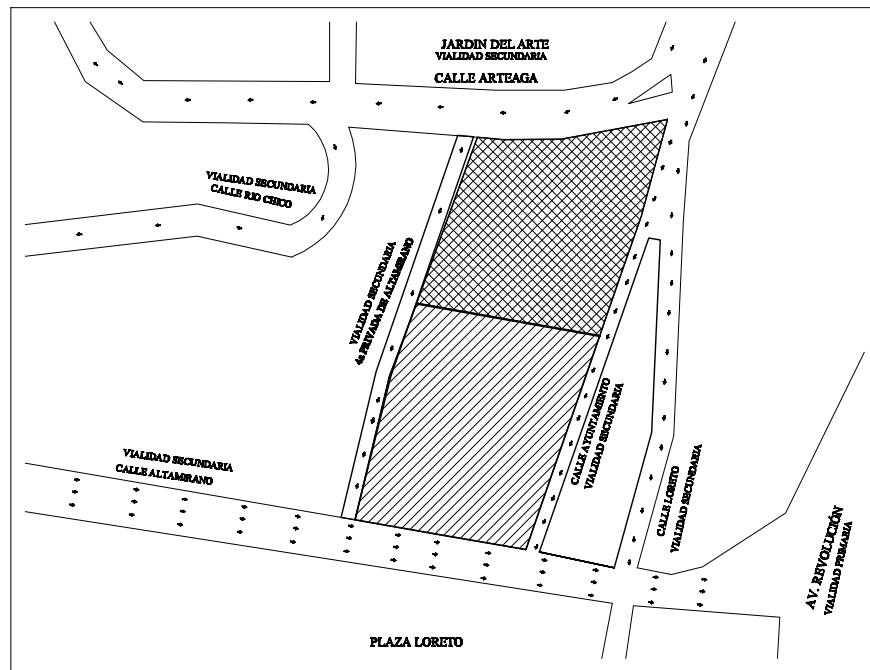 JARDIN DEL ARTE
VIALIDAD SECUNDARIA
CALLE ARTEAGA
VIALIDAD SECUNDARIA
CALLE RIO CHICO
VIALIDAD SECUNDARIA
4a PRIVADA DE ALTAMIRANO
CALLE AYUNTAMIENTO
VIALIDAD SECUNDARIA
CALLE LORETO
VIALIDAD SECUNDARIA
VIALIDAD SECUNDARIA
CALLE ALTAMIRANO
AV. REVOLUCIÓN
VIALIDAD PRIMARIA
PLAZA LORETO